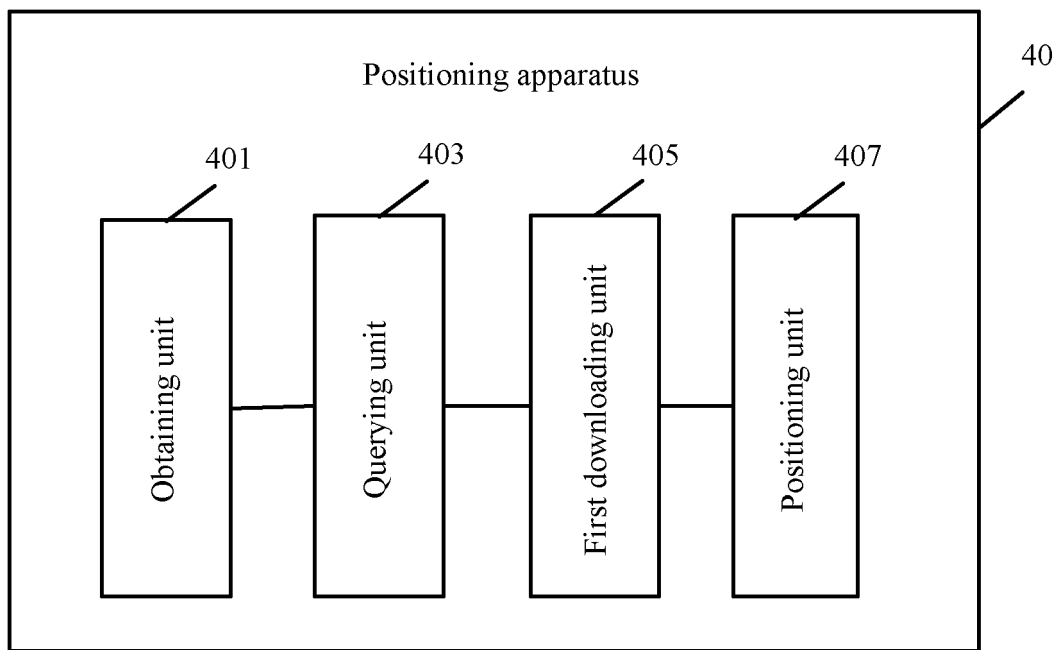 Positioning apparatus
40
401
403
405
407
Obtaining unit
Querying unit
First downloading unit
Positioning unit